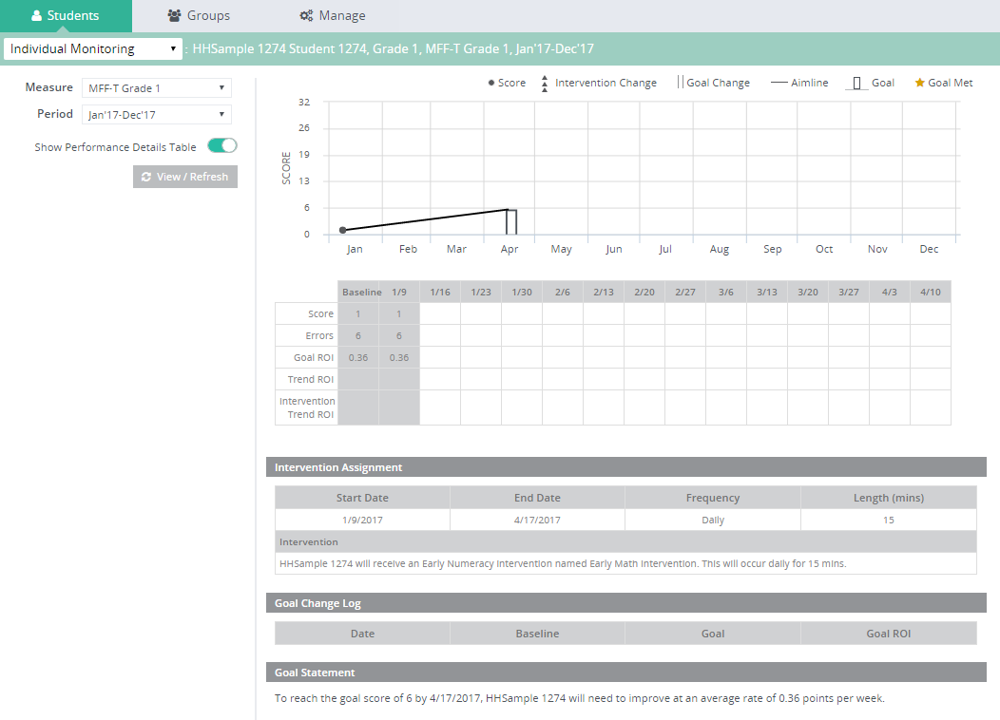 Students Groups Manage
Individual Monitoring : HHSample 1274 Student 1274, Grade 1, MFF-T Grade 1, Jan'17-Dec'17
Measure MFF-T Grade 1
Period Jan'17-Dec'17
Show Performance Details Table
View / Refresh
Score Intervention Change Goal Change Aimline Goal Goal Met
32
26
19
13
6
0
SCORE
Jan Feb Mar Apr May Jun Jul Aug Sep Oct Nov Dec
Baseline 1/9 1/16 1/23 1/30 2/6 2/13 2/20 2/27 3/6 3/13 3/20 3/27 4/3 4/10
Score 1 1
Errors 6 6
Goal ROI 0.36 0.36
Trend ROI
Intervention
Trend ROI
Intervention Assignment
Start Date End Date Frequency Length (mins)
1/9/2017 4/17/2017 Daily 15
Intervention
HHSample 1274 will receive an Early Numeracy intervention named Early Math Intervention. This will occur daily for 15 mins.
Goal Change Log
Date Baseline Goal Goal ROI
Goal Statement
To reach the goal score of 6 by 4/17/2017, HHSample 1274 will need to improve at an average rate of 0.36 points per week.